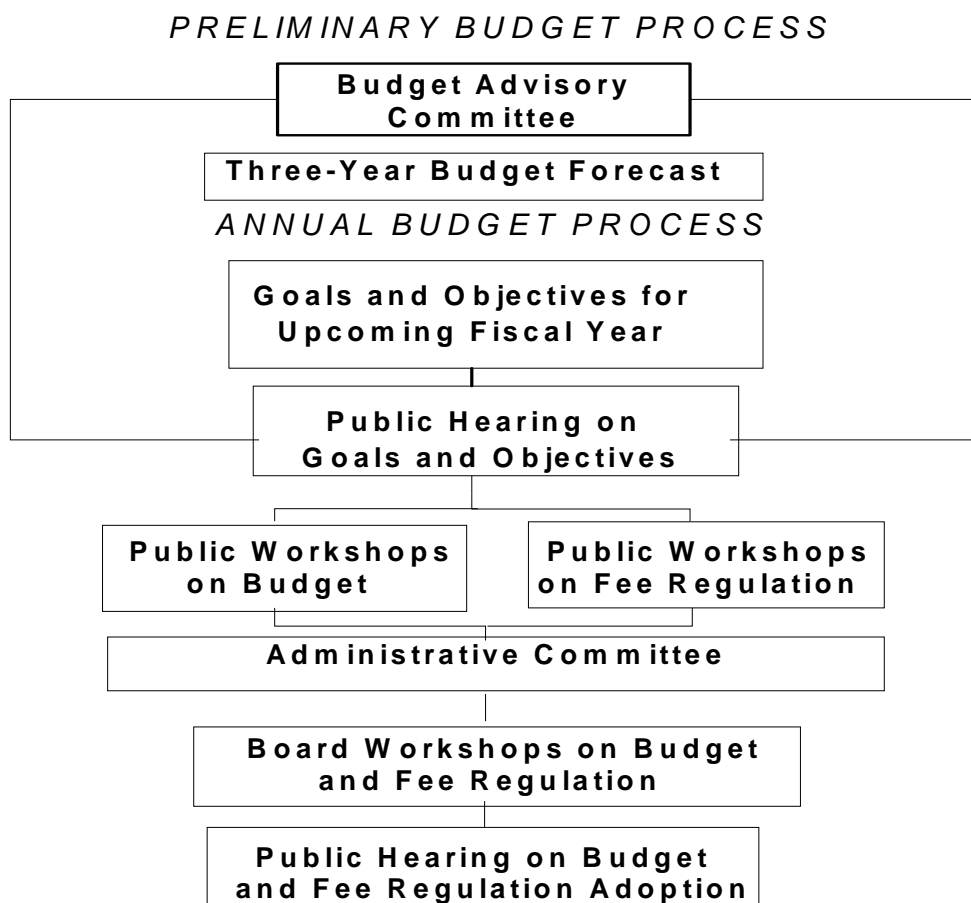 PRELIMINARY BUDGET PROCESS
Budget Advisory
Committee
Three-Year Budget Forecast
ANNUAL BUDGET PROCESS
Goals and Objectives for
Upcoming Fiscal Year
Public Hearing on
Goals and Objectives
Public Workshops
on Budget
Public Workshops
on Fee Regulation
Administrative Committee
Board Workshops on Budget
and Fee Regulation
Public Hearing on Budget
and Fee Regulation Adoption